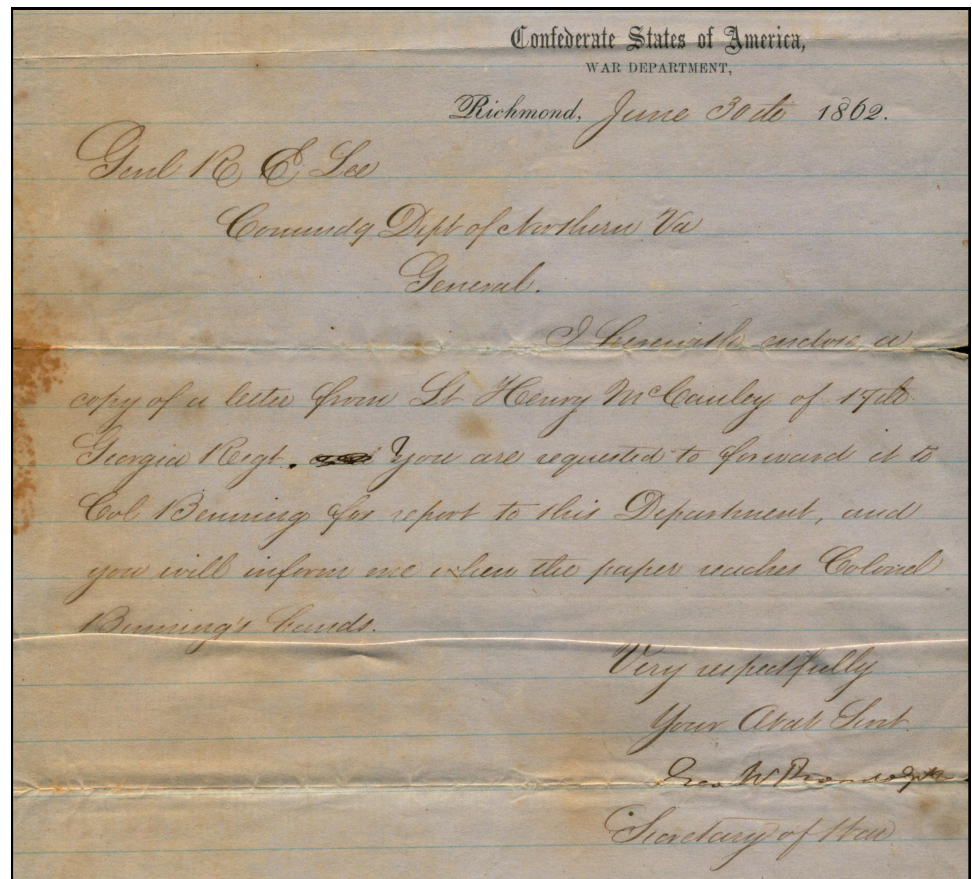 Confederate States of America,
WAR DEPARTMENT,
Richmond, June 30th 1862.
Genl R E Lee
Commdg Dept of Northern Va
General.
I herewith enclose a
copy of a letter from Lt Henry McCauley of 17th
Georgia Regt. You are requested to forward it to
Col Benning for report to this Department, and
you will inform me when the paper reaches Colonel
Benning's hands.
Very respectfully
Your Obdt Servt
Geo W Randolph
Secretary of War